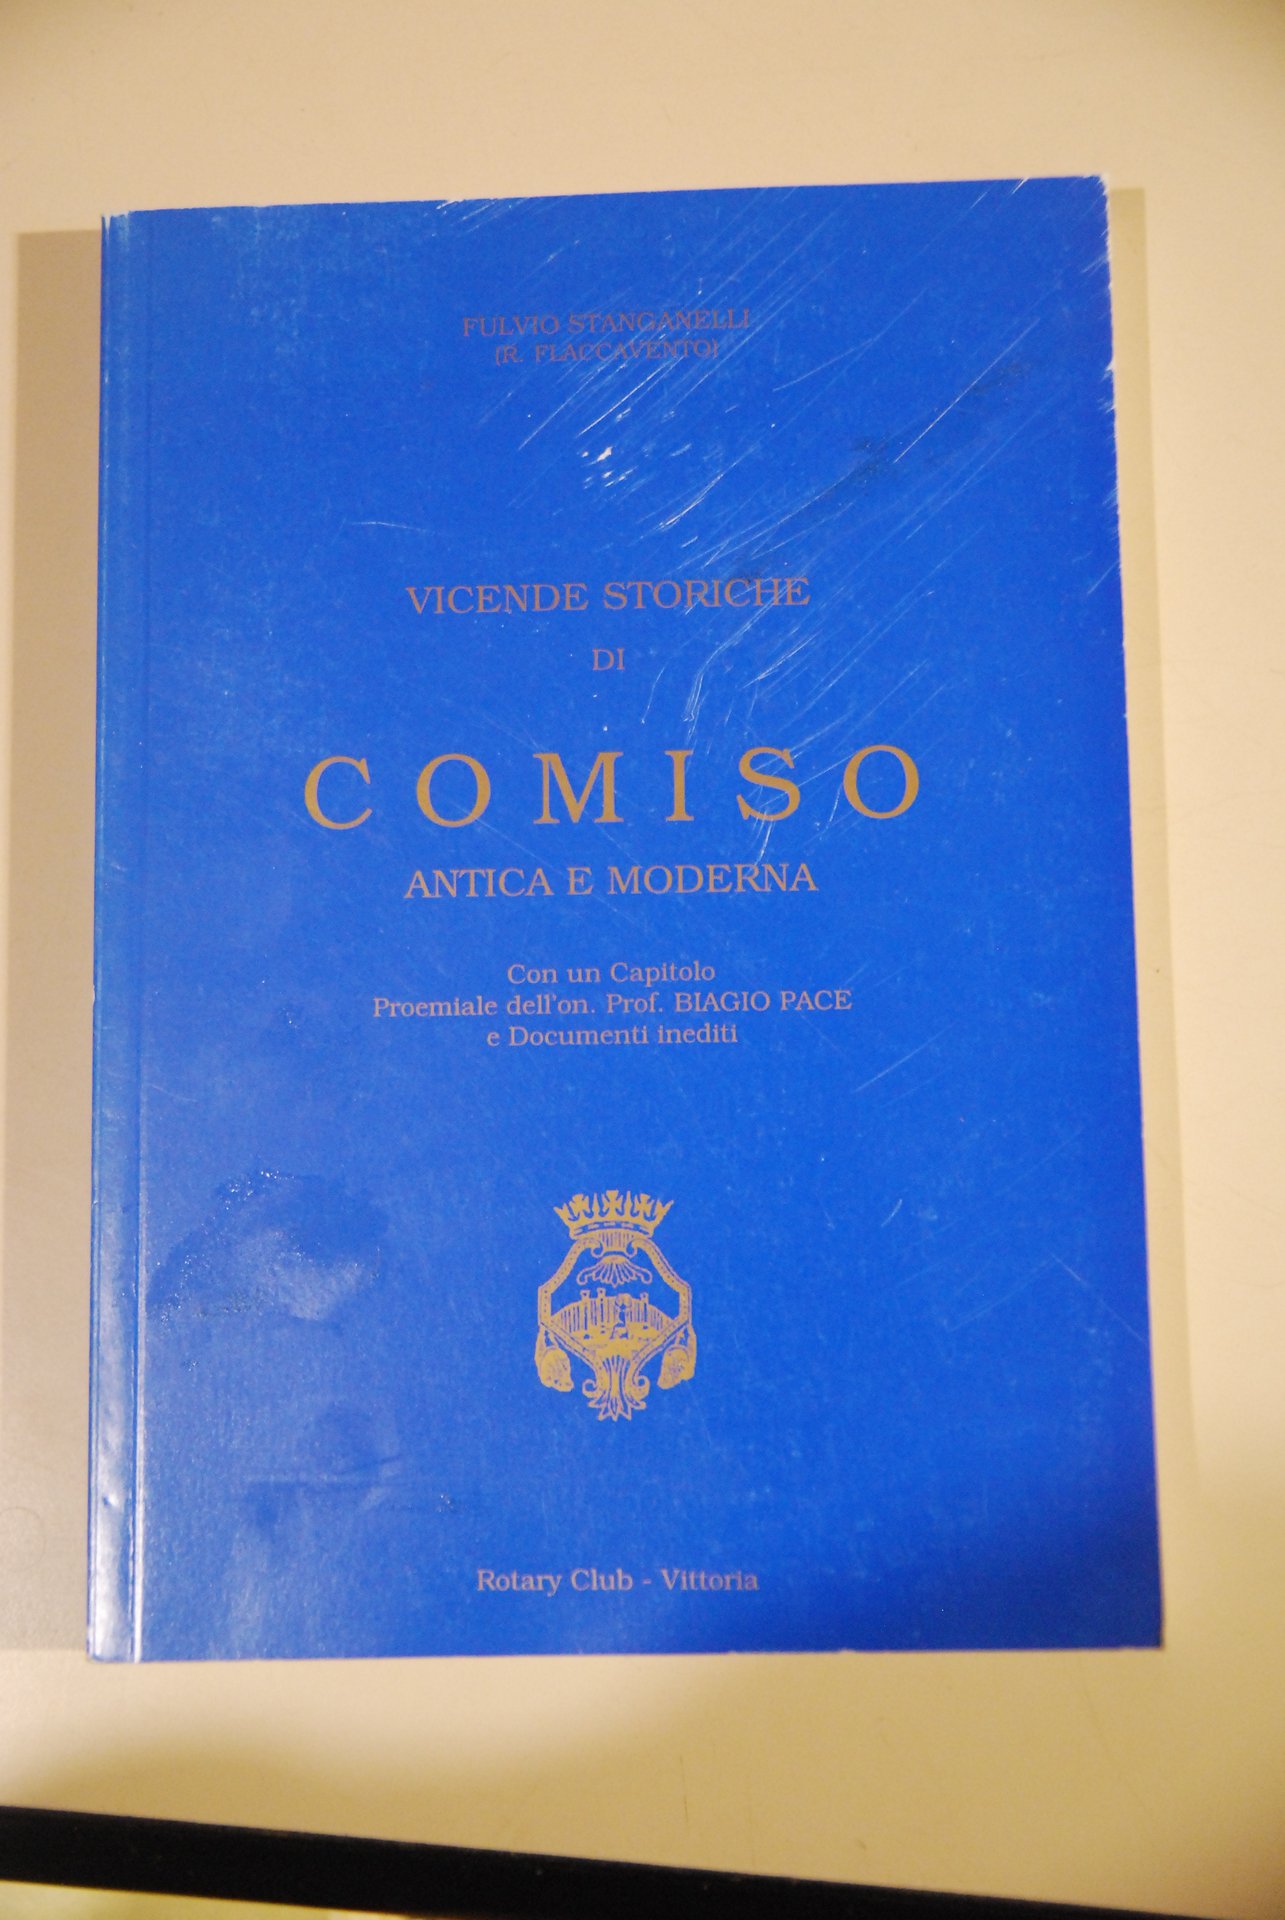 FULVIO STANGANELLI
(R. FLACCAVENTO)
VICENDE STORICHE
DI
COMISO
ANTICA E MODERNA
Con un Capitolo
Proemiale dell'on. Prof. BIAGIO PACE
e Documenti inediti
Rotary Club - Vittoria